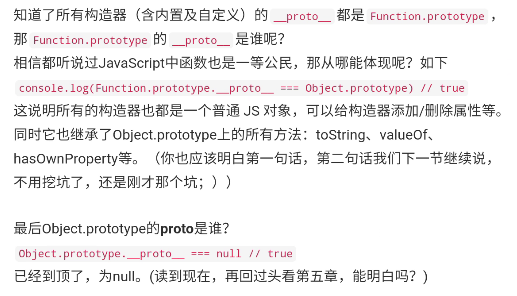 知道了所有构造器（含内置及自定义）的 __proto__ 都是 Function.prototype ，
那 Function.prototype 的 __proto__ 是谁呢？
相信都听说过JavaScript中函数也是一等公民，那从哪能体现呢？如下
console.log(Function.prototype.__proto__ === Object.prototype) // true
这说明所有的构造器也都是一个普通 JS 对象，可以给构造器添加/删除属性等。
同时它也继承了Object.prototype上的所有方法：toString、valueOf、
hasOwnProperty等。（你也应该明白第一句话，第二句话我们下一节继续说，
不用挖坑了，还是刚才那个坑；））
最后Object.prototype的proto是谁？
Object.prototype.__proto__ === null // true
已经到顶了，为null。(读到现在，再回过头看第五章，能明白吗？)